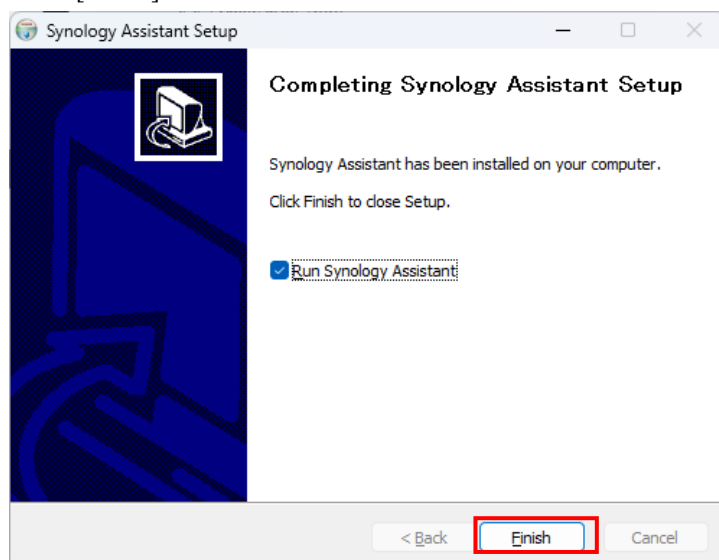 Synology Assistant Setup
Completing Synology Assistant Setup
Synology Assistant has been installed on your computer.
Click Finish to close Setup.
Run Synology Assistant
< Back Finish Cancel